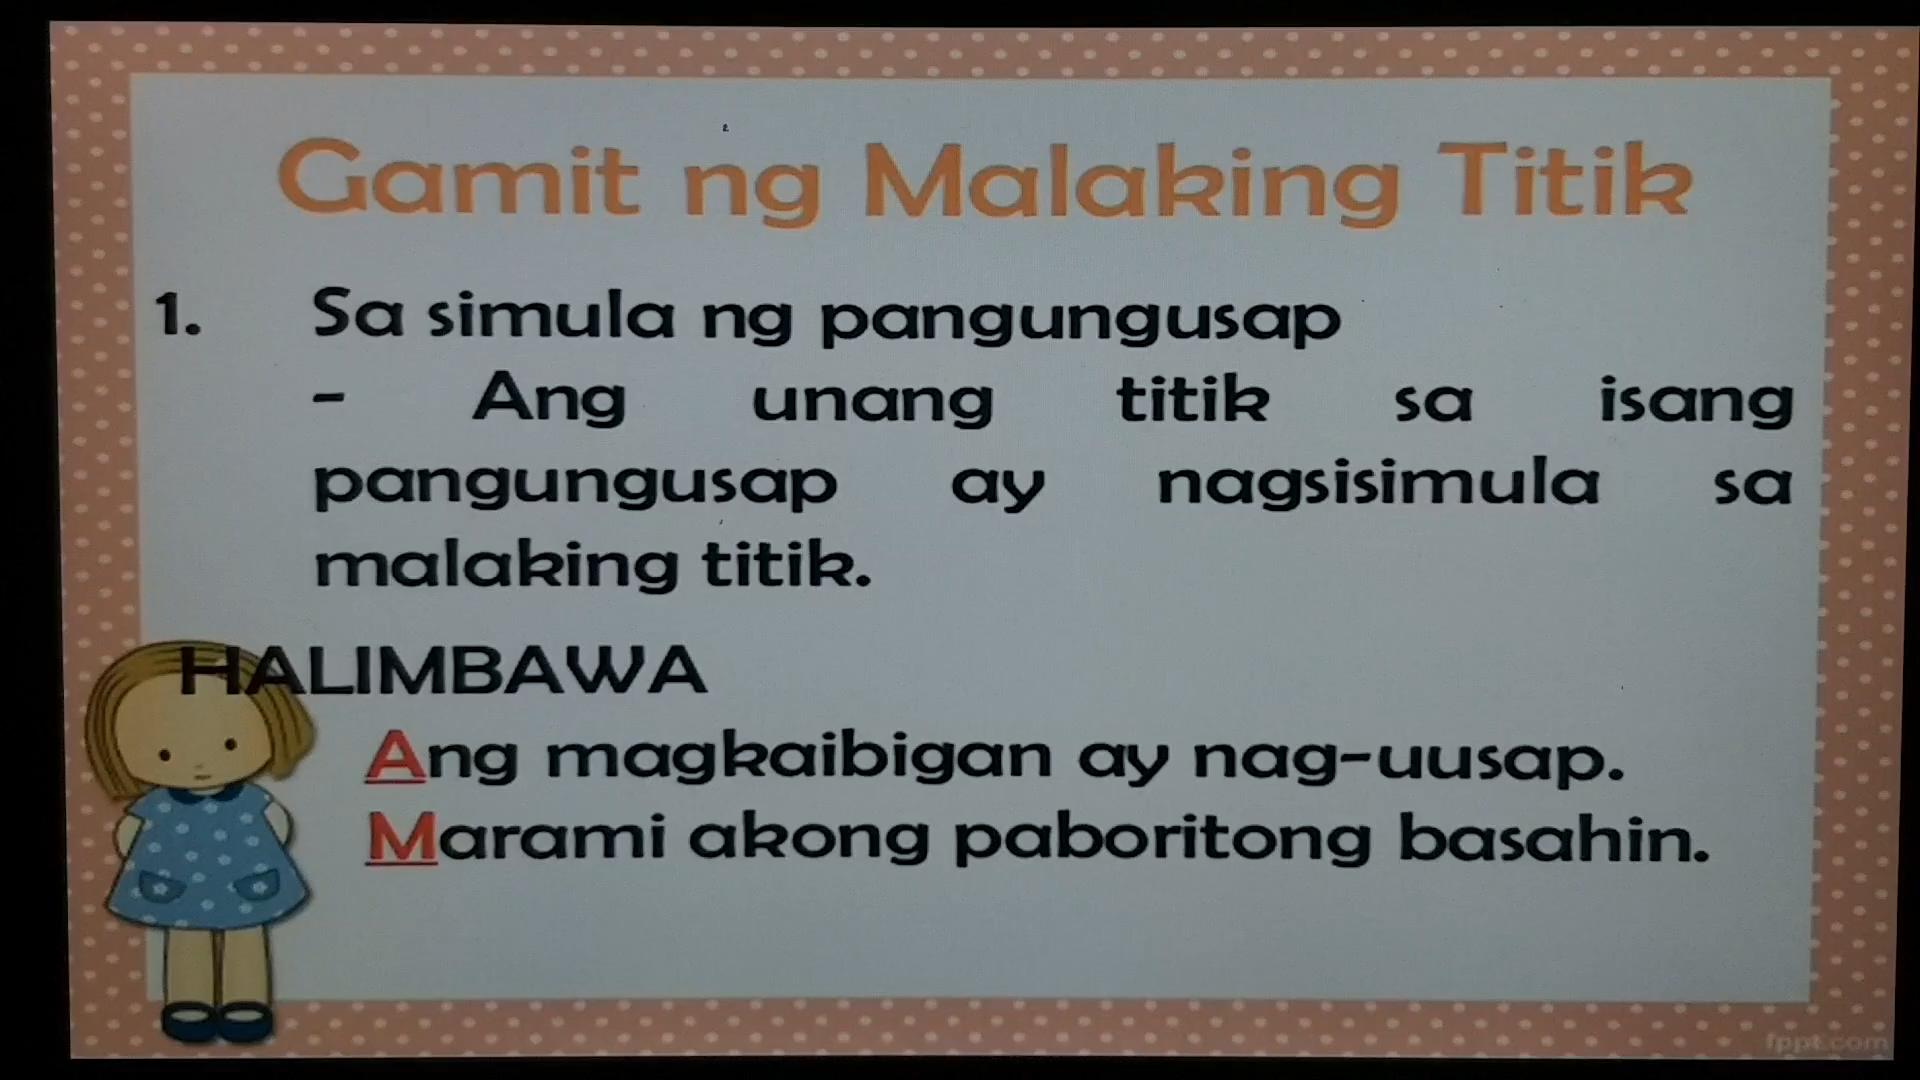 Gamit ng Malaking Titik
1. Sa simula ng pangungusap
- Ang unang titik sa isang
pangungusap ay nagsisimula sa
malaking titik.
HALIMBAWA
Ang magkaibigan ay nag-uusap.
Marami akong paboritong basahin.
fppt.com